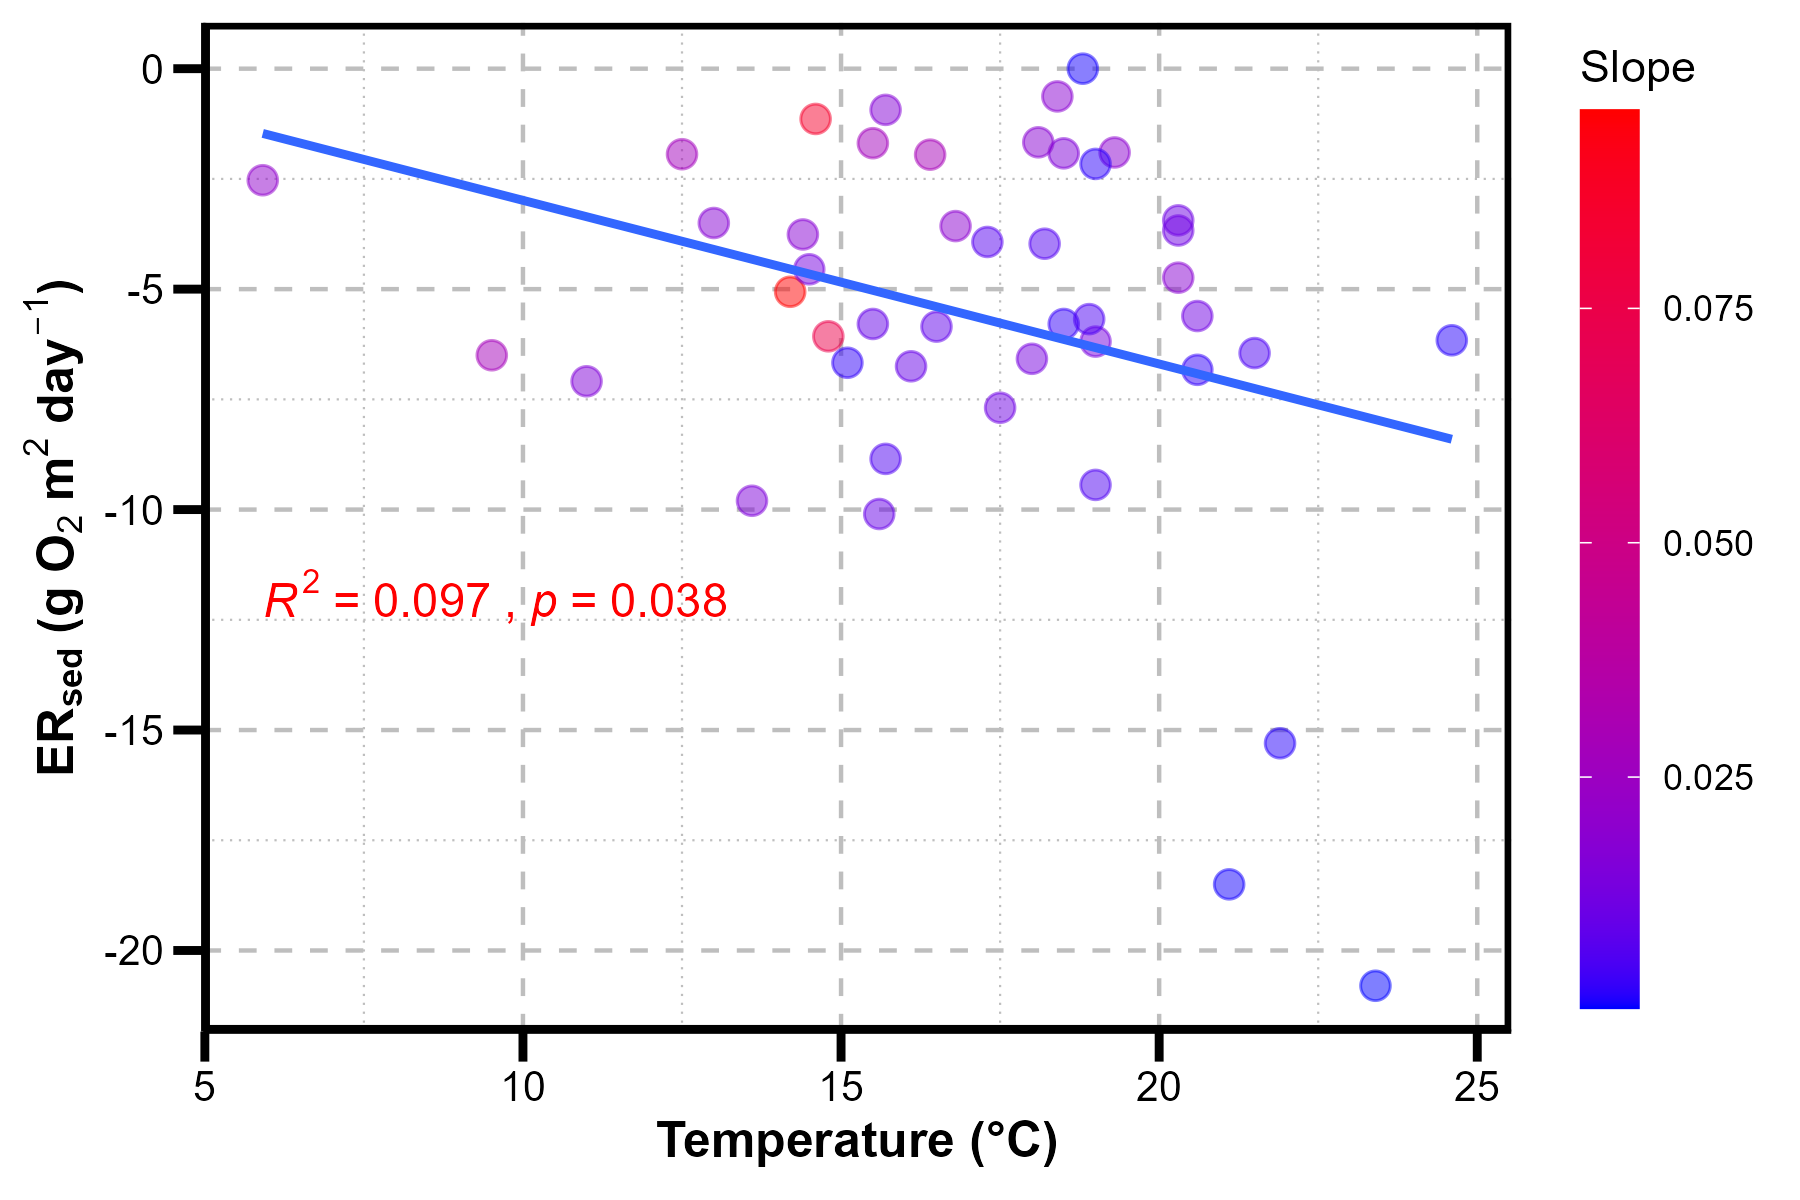 Slope
0.075
0.050
0.025
0
-5
-10
-15
-20
ER_sed (g O₂ m² day⁻¹)
R² = 0.097 , p = 0.038
5 10 15 20 25
Temperature (°C)